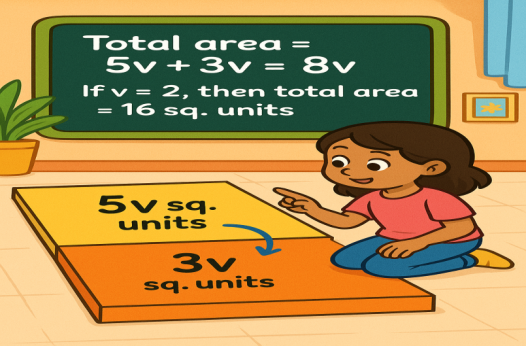 Total area =
5v + 3v = 8v
If v = 2, then total area
= 16 sq. units
5v sq.
units
3v
sq. units